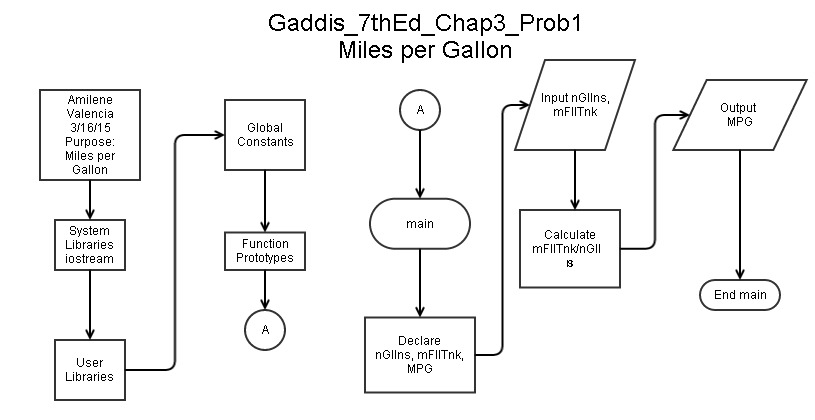 Gaddis_7thEd_Chap3_Prob1
Miles per Gallon
Amilene
Valencia
3/16/15
Purpose:
Miles per
Gallon
System
Libraries
iostream
User
Libraries
Global
Constants
Function
Prototypes
A
A
main
Declare
nGllns, mFllTnk,
MPG
Input nGllns,
mFllTnk
Calculate
mFllTnk/nGll
Output
MPG
End main